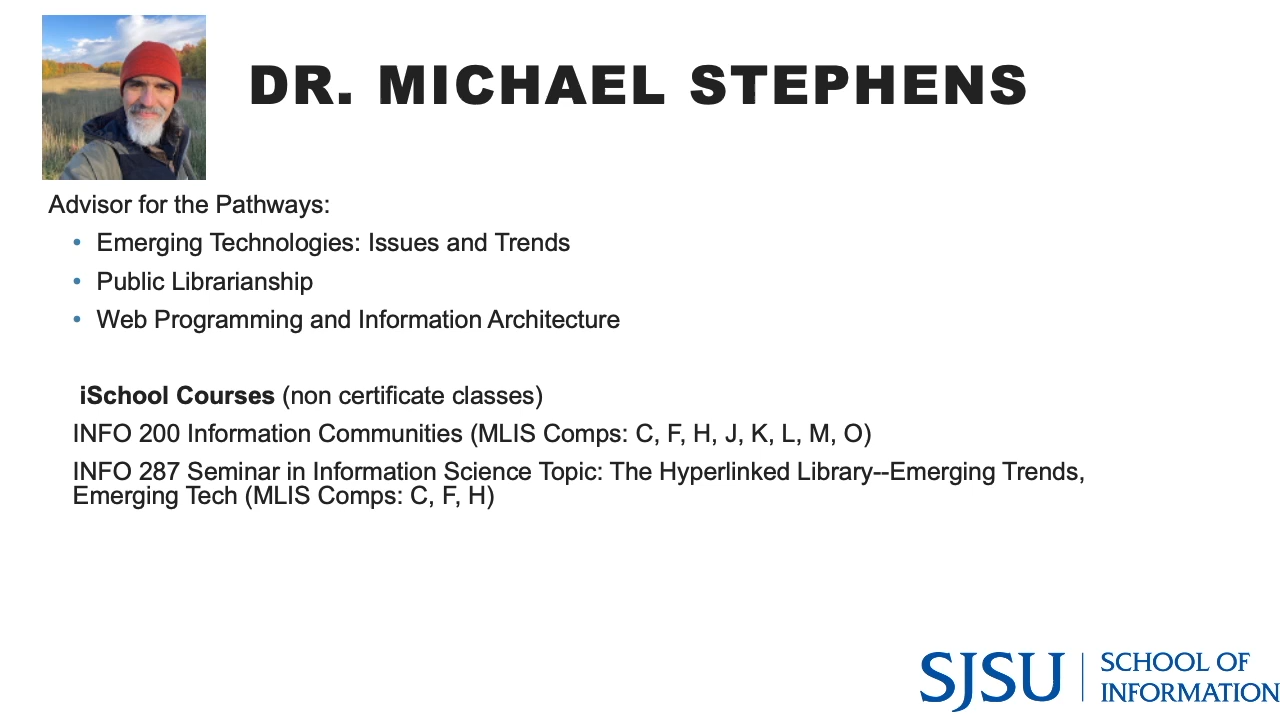 DR. MICHAEL STEPHENS
Advisor for the Pathways:
• Emerging Technologies: Issues and Trends
• Public Librarianship
• Web Programming and Information Architecture
iSchool Courses (non certificate classes)
INFO 200 Information Communities (MLIS Comps: C, F, H, J, K, L, M, O)
INFO 287 Seminar in Information Science Topic: The Hyperlinked Library--Emerging Trends,
Emerging Tech (MLIS Comps: C, F, H)
SJSU | SCHOOL OF
INFORMATION